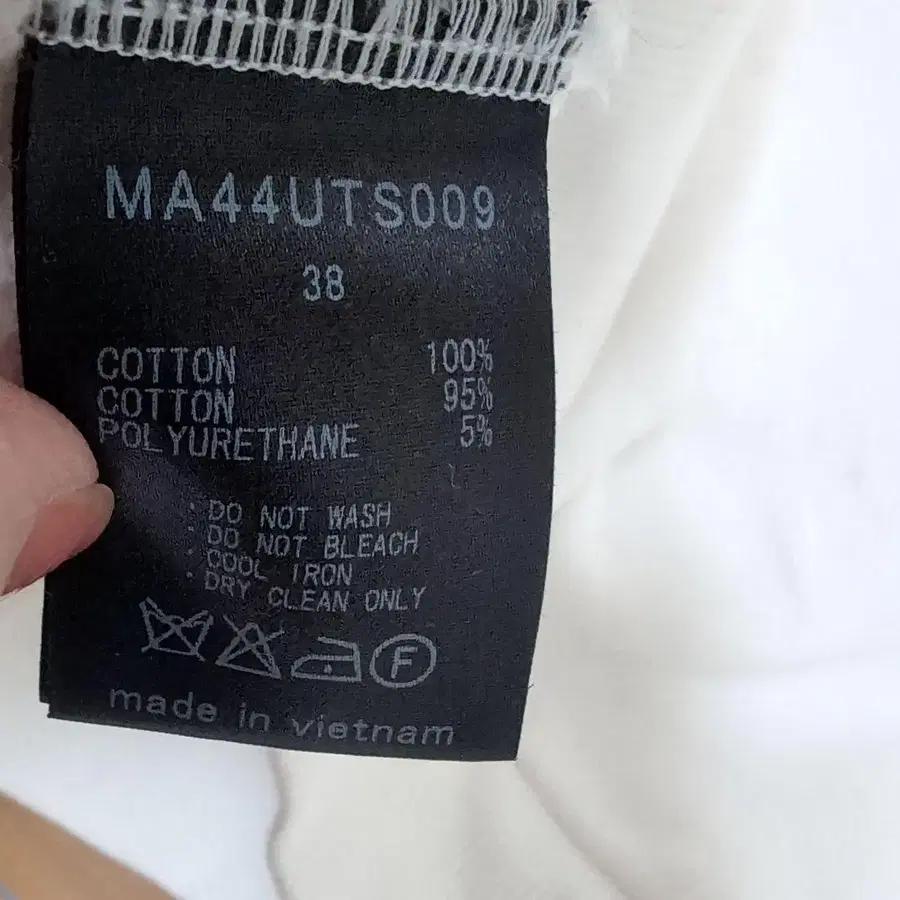 MA44UTS009
38
COTTON 100%
COTTON 95%
POLYURETHANE 5%
: DO NOT WASH
: DO NOT BLEACH
: COOL IRON
: DRY CLEAN ONLY
F
made in vietnam